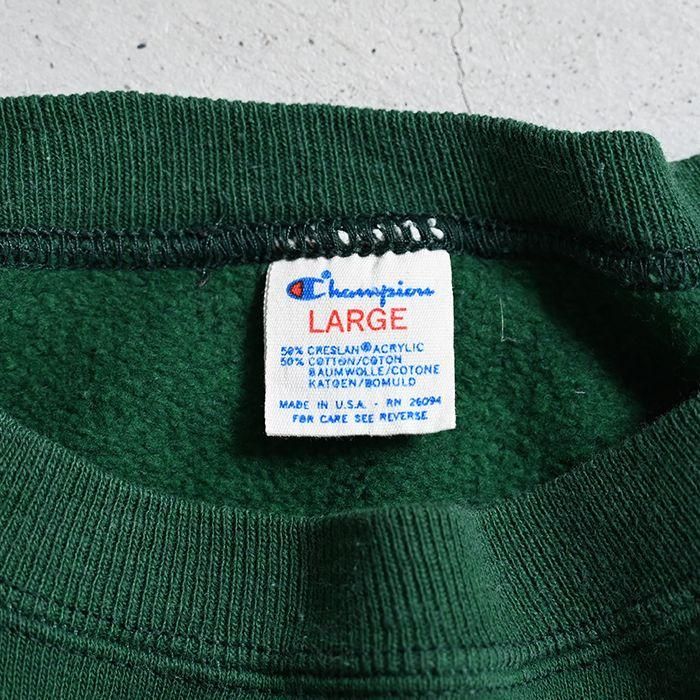 Champion®
LARGE
50% CRESLAN® ACRYLIC
50% COTTON/COTON
BAUMWOLLE/COTONE
KATOEN/BOMULD
MADE IN U.S.A. - RN 26094
FOR CARE SEE REVERSE